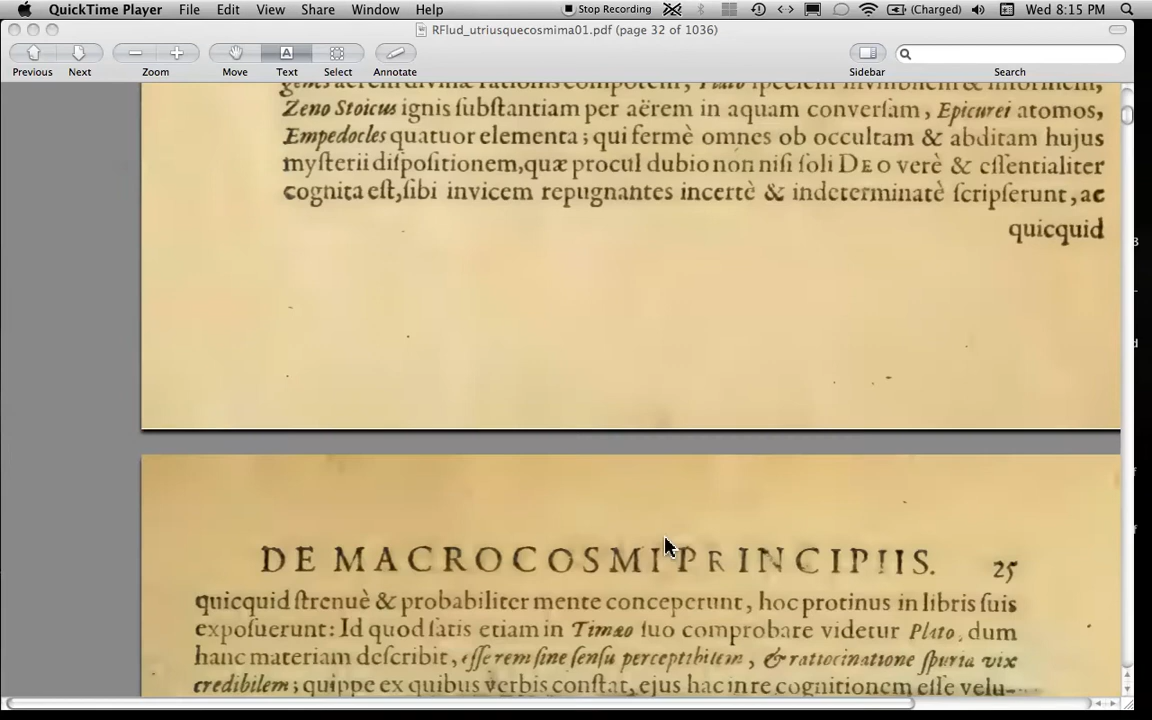 QuickTime Player File Edit View Share Window Help Stop Recording (Charged) Wed 8:15 PM
RFlud_utriusquecosmima01.pdf (page 32 of 1036)
Previous Next Zoom Move Text Select Annotate Sidebar Search
Zeno Stoicus ignis ſubſtantiam per aërem in aquam converſam, Epicurei atomos,
Empedocles quatuor elementa; qui fermè omnes ob occultam & abditam hujus
myſterii diſpoſitionem, quæ procul dubio non niſi ſoli DEO verè & eſſentialiter
cognita eſt, ſibi invicem repugnantes incertè & indeterminatè ſcripſerunt, ac
quicquid
DE MACROCOSMI PRINCIPIIS. 25
quicquid ſtrenuè & probabiliter mente conceperunt, hoc protinus in libris ſuis
expoſuerunt: Id quod ſatis etiam in Timæo ſuo comprobare videtur Plato, dum
hanc materiam deſcribit, eſſe rem ſine ſenſu perceptibilem, & ratiocinatione ſpuria vix
credibilem; quippe ex quibus verbis conſtat, ejus hac in re cognitionem eſſe velu-